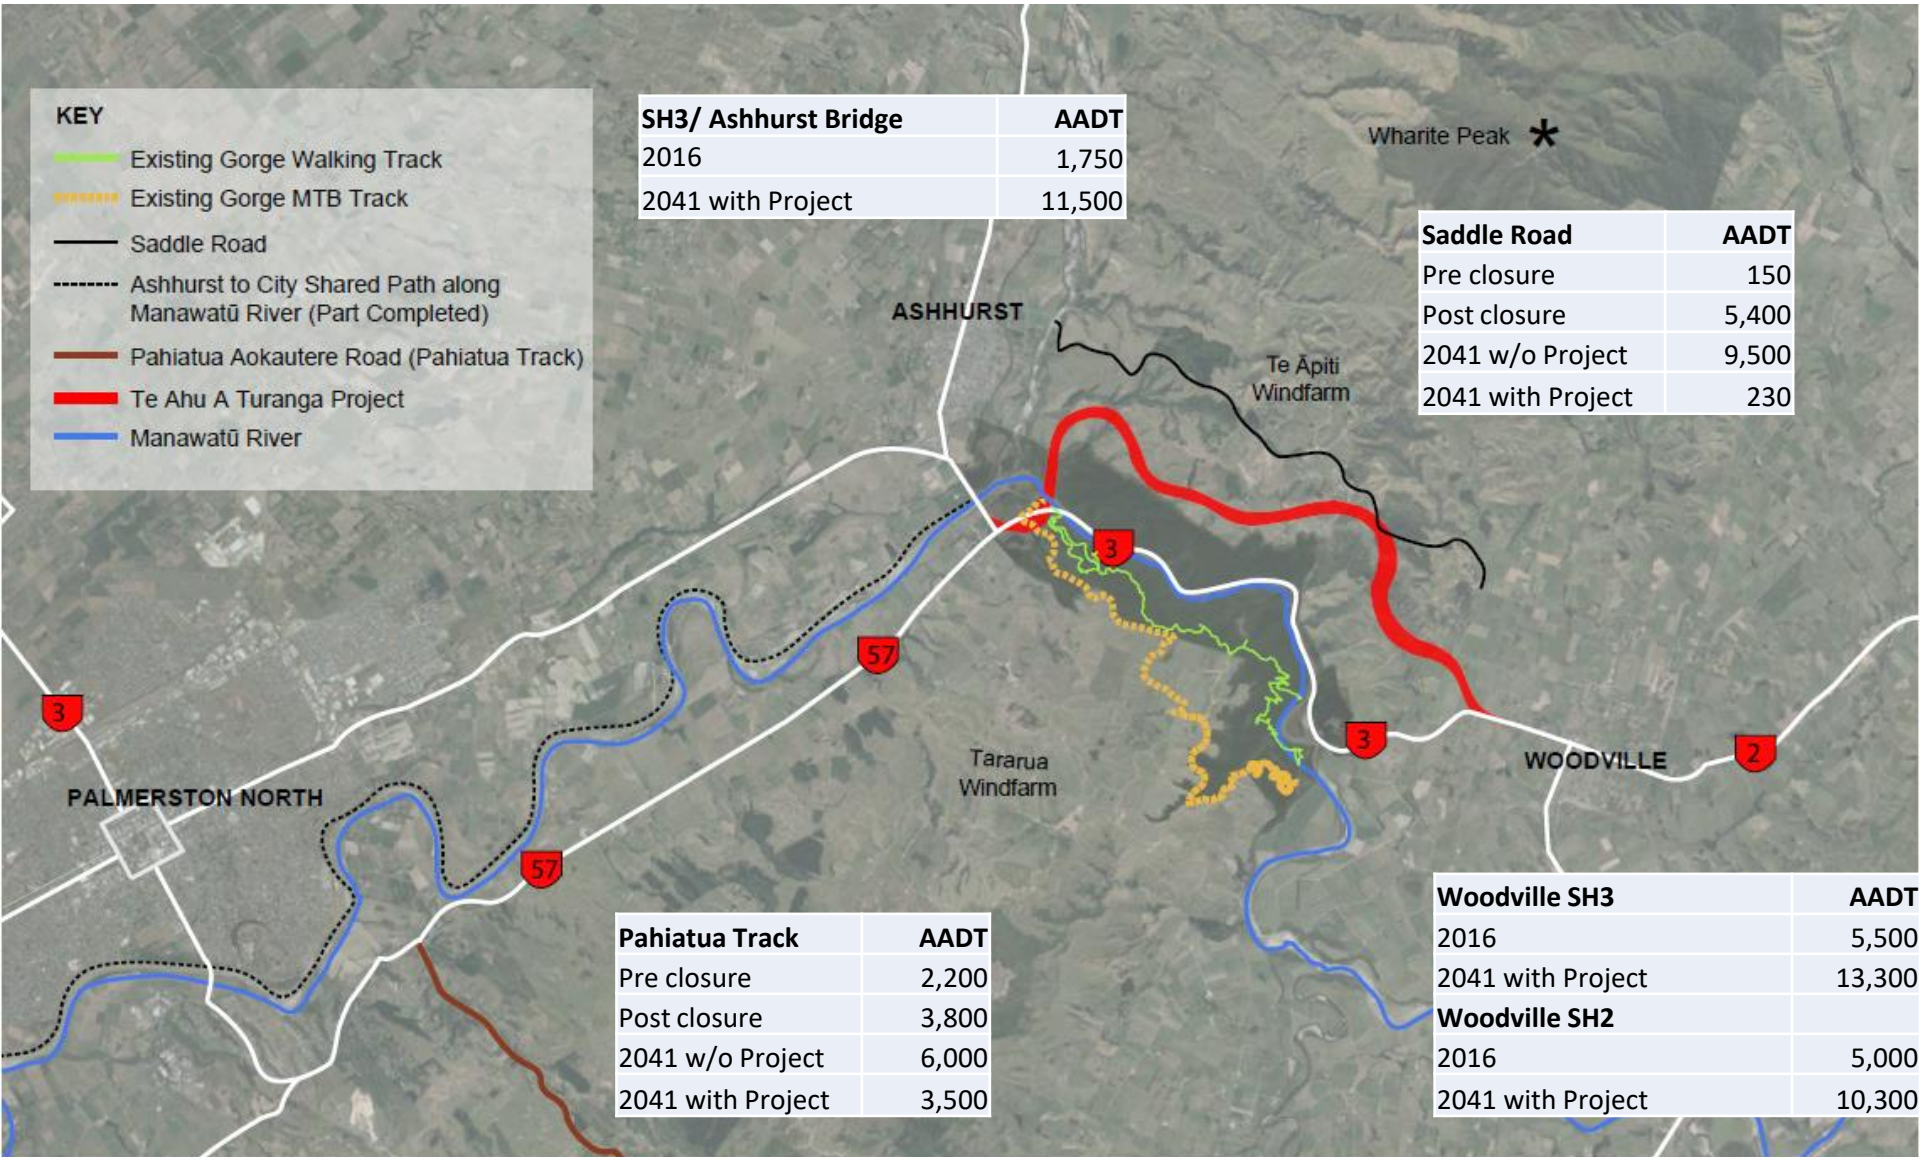 KEY
Existing Gorge Walking Track
Existing Gorge MTB Track
Saddle Road
Ashhurst to City Shared Path along
Manawatū River (Part Completed)
Pahiatua Aokautere Road (Pahiatua Track)
Te Ahu A Turanga Project
Manawatū River
SH3/ Ashhurst Bridge AADT
2016 1,750
2041 with Project 11,500
Wharite Peak *
Saddle Road AADT
Pre closure 150
Post closure 5,400
2041 w/o Project 9,500
2041 with Project 230
ASHHURST
Te Āpiti
Windfarm
3
57
3
3
2
WOODVILLE
Tararua
Windfarm
PALMERSTON NORTH
57
Pahiatua Track AADT
Pre closure 2,200
Post closure 3,800
2041 w/o Project 6,000
2041 with Project 3,500
Woodville SH3 AADT
2016 5,500
2041 with Project 13,300
Woodville SH2
2016 5,000
2041 with Project 10,300